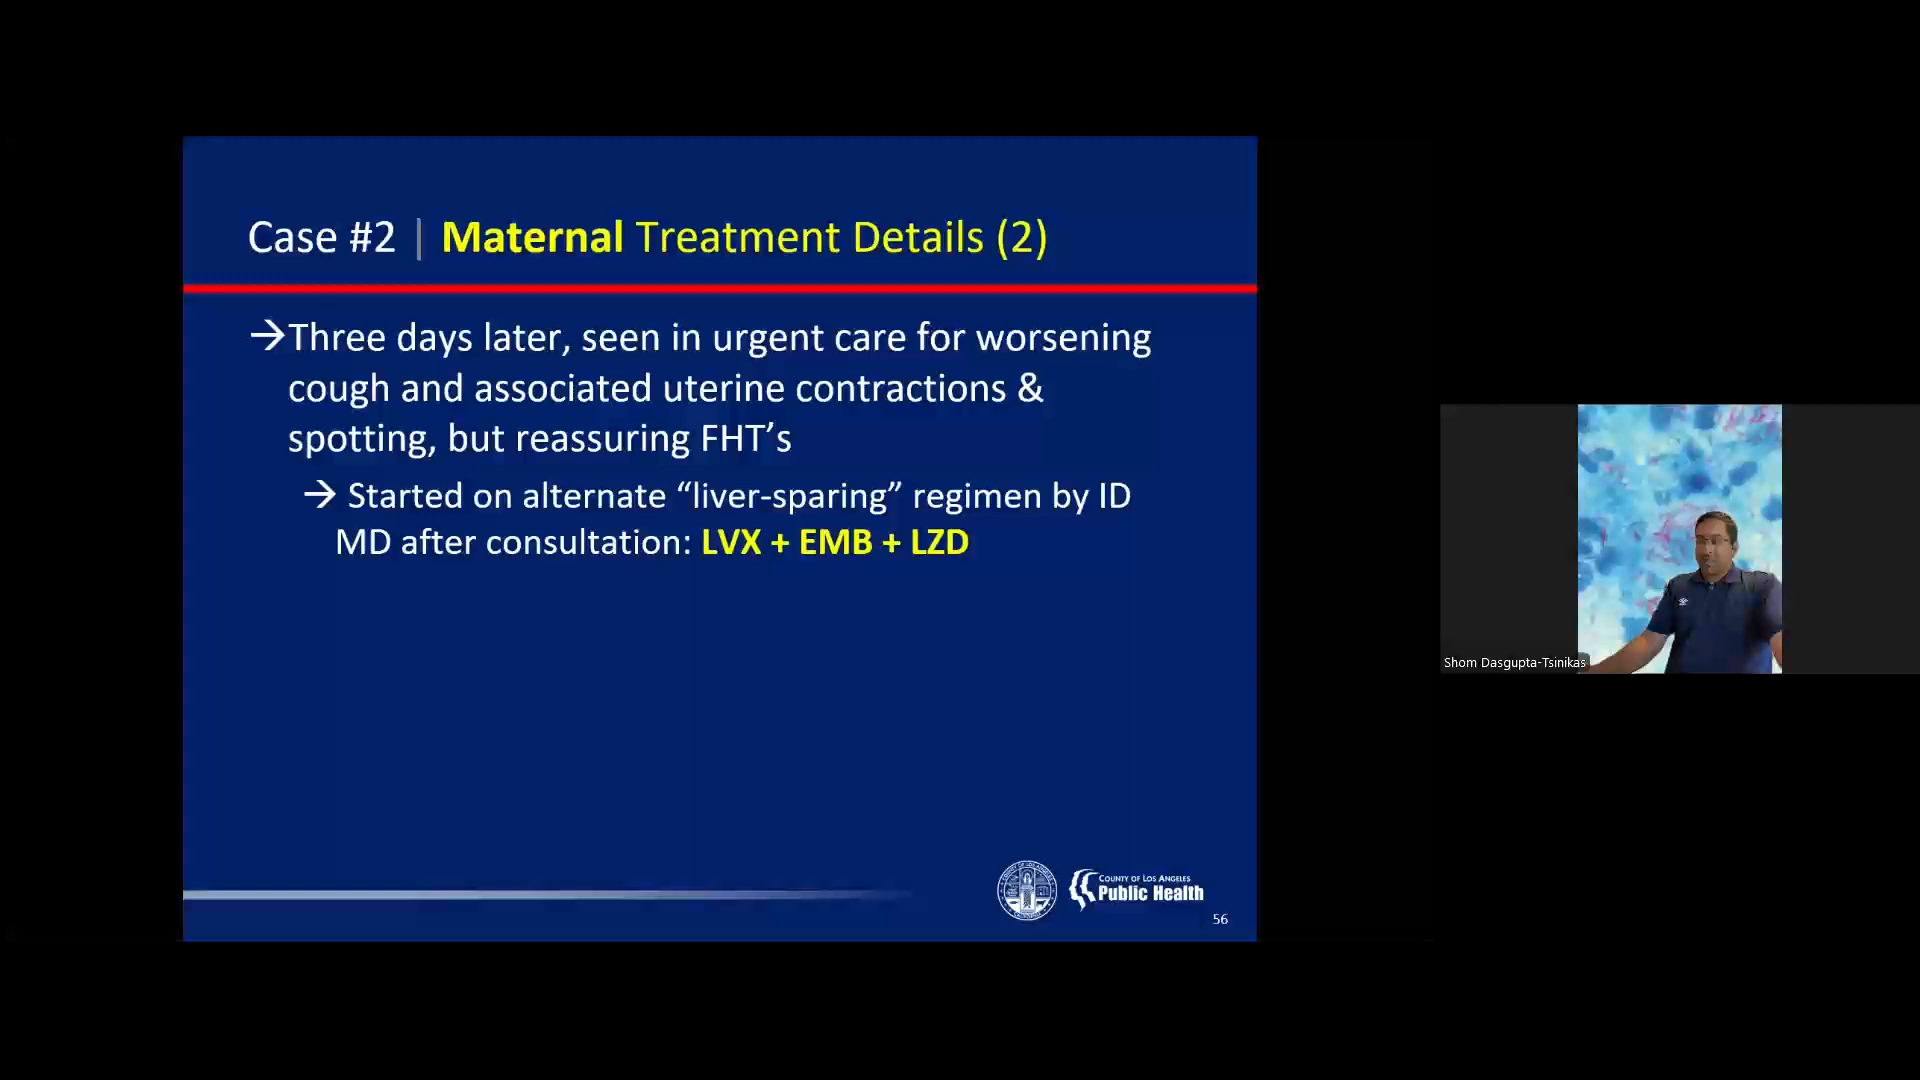 Case #2 | Maternal Treatment Details (2)
→Three days later, seen in urgent care for worsening
cough and associated uterine contractions &
spotting, but reassuring FHT’s
→ Started on alternate “liver-sparing” regimen by ID
MD after consultation: LVX + EMB + LZD
County of Los Angeles
Public Health
56
Shom Dasgupta-Tsinikas